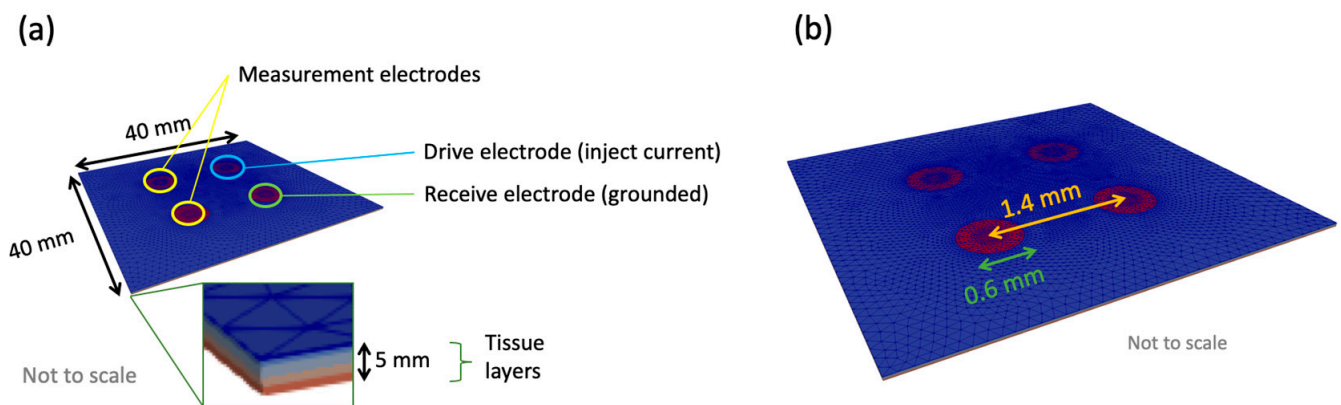 (a)
Measurement electrodes
40 mm
Drive electrode (inject current)
Receive electrode (grounded)
40 mm
5 mm
Tissue
layers
Not to scale
(b)
1.4 mm
0.6 mm
Not to scale